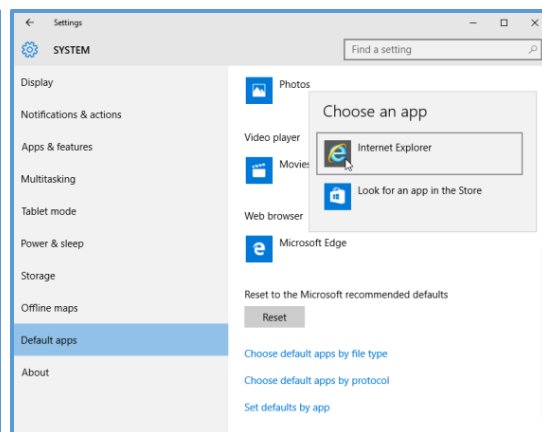 Settings
SYSTEM
Find a setting
Display
Notifications & actions
Apps & features
Multitasking
Tablet mode
Power & sleep
Storage
Offline maps
Default apps
About
Photos
Choose an app
Internet Explorer
Look for an app in the Store
Video player
Movies
Web browser
Microsoft Edge
Reset to the Microsoft recommended defaults
Reset
Choose default apps by file type
Choose default apps by protocol
Set defaults by app